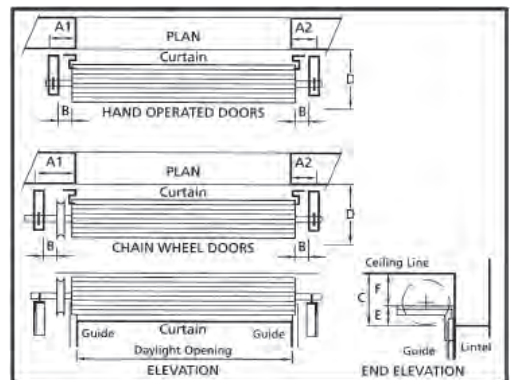 A1 PLAN A2
Curtain
D
B B
HAND OPERATED DOORS
A1 PLAN A2
Curtain
D
B B
CHAIN WHEEL DOORS
Ceiling Line
F
C
E
Guide Curtain Guide
Daylight Opening
ELEVATION
Guide Lintel
END ELEVATION